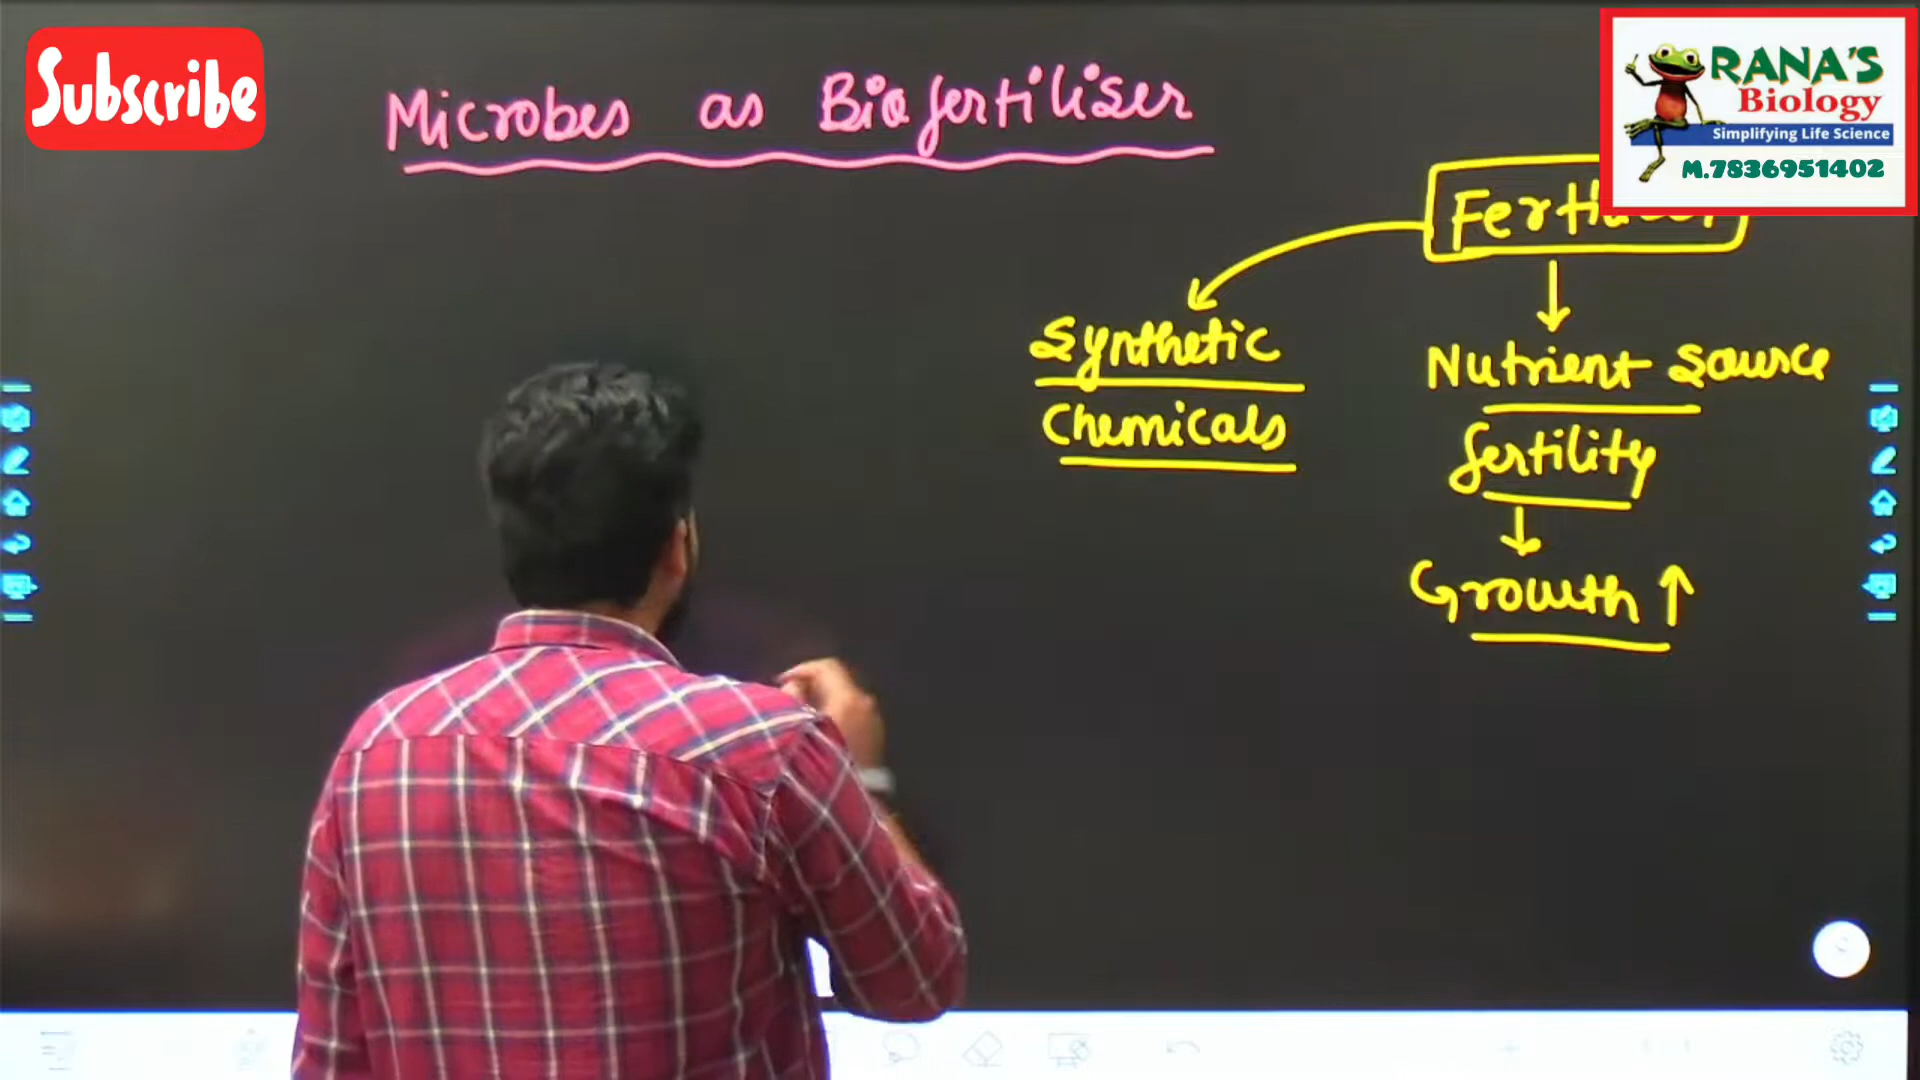 Subscribe
RANA'S
Biology
Simplifying Life Science
M.7836951402
Microbes as Biofertiliser
Synthetic
Chemicals
Nutrient Source
fertility
Growth ↑